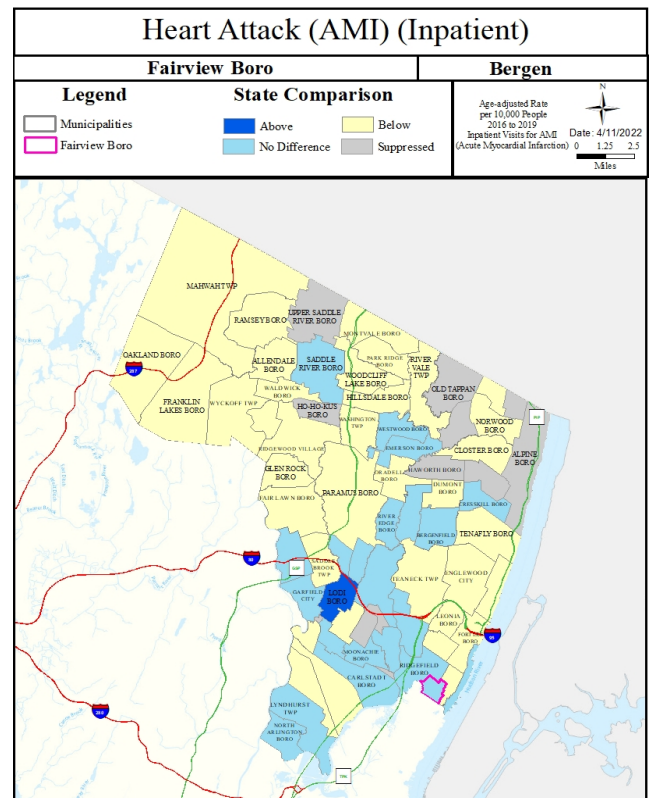 Heart Attack (AMI) (Inpatient)
Fairview Boro
Bergen
Legend
State Comparison
Municipalities
Fairview Boro
Above
No Difference
Below
Suppressed
Age-adjusted Rate
per 10,000 People
2016 to 2019
Inpatient Visits for AMI
(Acute Myocardial Infarction)
N
Date: 4/11/2022
0 1.25 2.5
Miles
MAHWAH TWP
RAMSEY BORO
UPPER SADDLE
RIVER BORO
MONTVALE BORO
OAKLAND BORO
ALLENDALE
BORO
SADDLE
RIVER BORO
PARK RIDGE
BORO
RIVER
VALE
TWP
WOODCLIFF
LAKE BORO
OLD TAPPAN
BORO
287
FRANKLIN
LAKES BORO
WYCKOFF TWP
WALDWICK
BORO
HILLSDALE BORO
HO-HO-KUS
BORO
WASHINGTON
TWP
WESTWOOD BORO
NORWOOD
BORO
EMERSON BORO
CLOSTER BORO
ALPINE
BORO
RIDGEWOOD VILLAGE
GLEN ROCK
BORO
ORADELL
BORO
HAWORTH BORO
DUMONT
BORO
PARAMUS BORO
FAIR LAWN BORO
CRESSKILL BORO
RIVER
EDGE
BORO
BERGENFIELD
BORO
TENAFLY BORO
80
GSP
SADDLE
BROOK
TWP
TEANECK TWP
ENGLEWOOD
CITY
GARFIELD
CITY
LODI
BORO
LEONIA
BORO
FORT LEE
BORO
95
MOONACHIE
BORO
RIDGEFIELD
BORO
CARLSTADT
BORO
LYNDHURST
TWP
NORTH
ARLINGTON
BORO
280